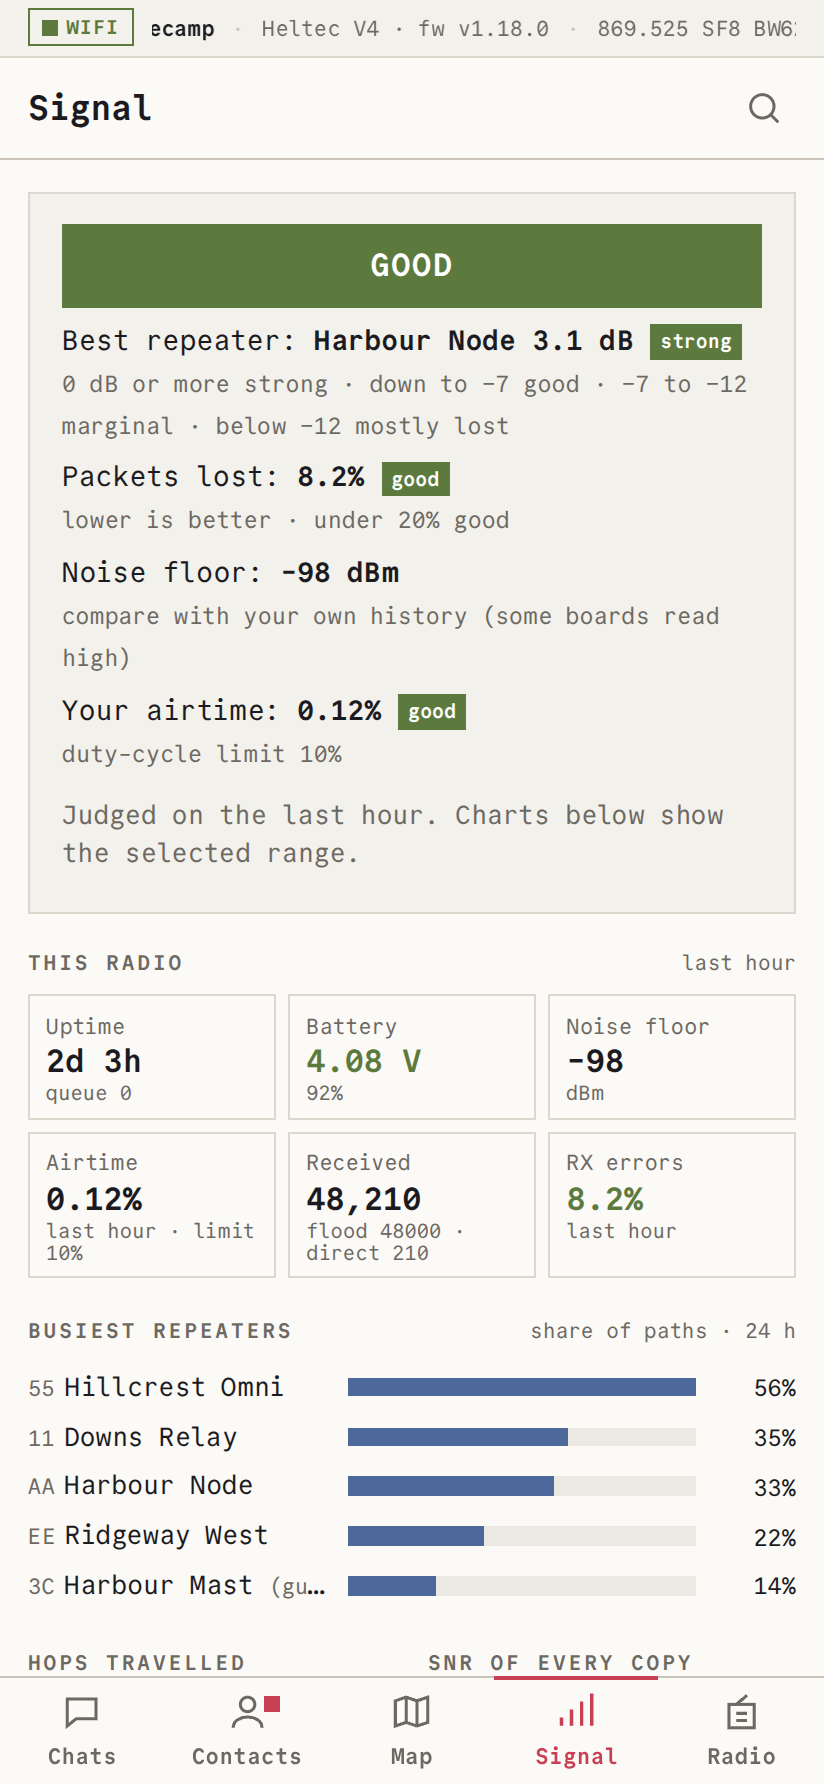 WIFI ecamp · Heltec V4 · fw v1.18.0 · 869.525 SF8
Signal
GOOD
Best repeater: Harbour Node 3.1 dB strong
0 dB or more strong · down to −7 good · −7 to −12
marginal · below −12 mostly lost
Packets lost: 8.2% good
lower is better · under 20% good
Noise floor: −98 dBm
compare with your own history (some boards read
high)
Your airtime: 0.12% good
duty-cycle limit 10%
Judged on the last hour. Charts below show
the selected range.
THIS RADIO last hour
Uptime Battery Noise floor
2d 3h 4.08 V −98
queue 0 92% dBm
Airtime Received RX errors
0.12% 48,210 8.2%
last hour · limit flood 48000 · last hour
10% direct 210
BUSIEST REPEATERS share of paths · 24 h
55 Hillcrest Omni 56%
11 Downs Relay 35%
AA Harbour Node 33%
EE Ridgeway West 22%
3C Harbour Mast (gu… 14%
HOPS TRAVELLED SNR OF EVERY COPY
Chats Contacts Map Signal Radio